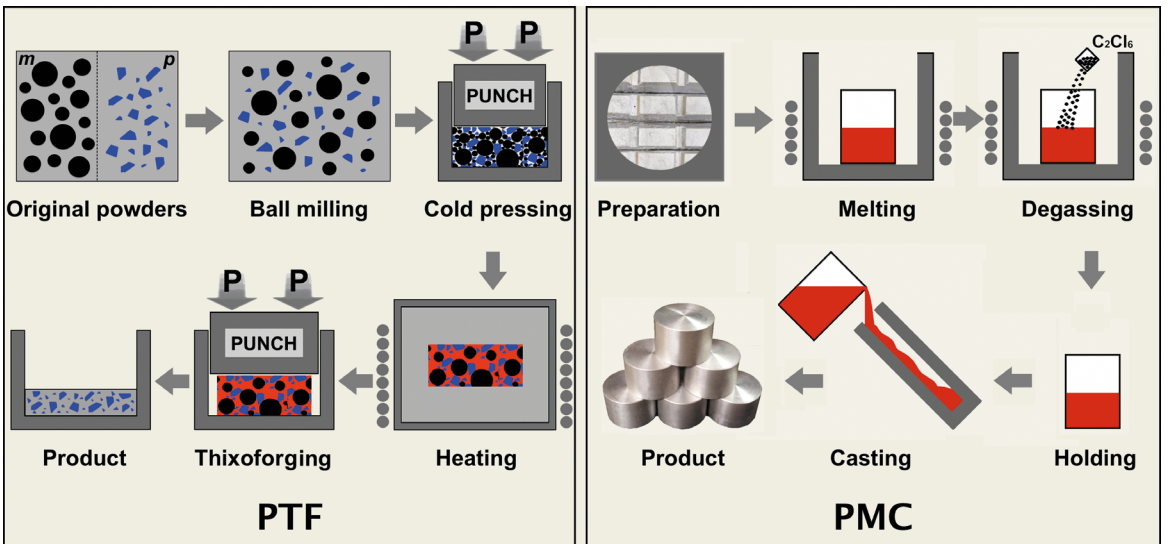 m
p
Original powders
Ball milling
P P
PUNCH
Cold pressing
Heating
P P
PUNCH
Thixoforging
Product
PTF
Preparation
Melting
C₂Cl₆
Degassing
Holding
Casting
Product
PMC